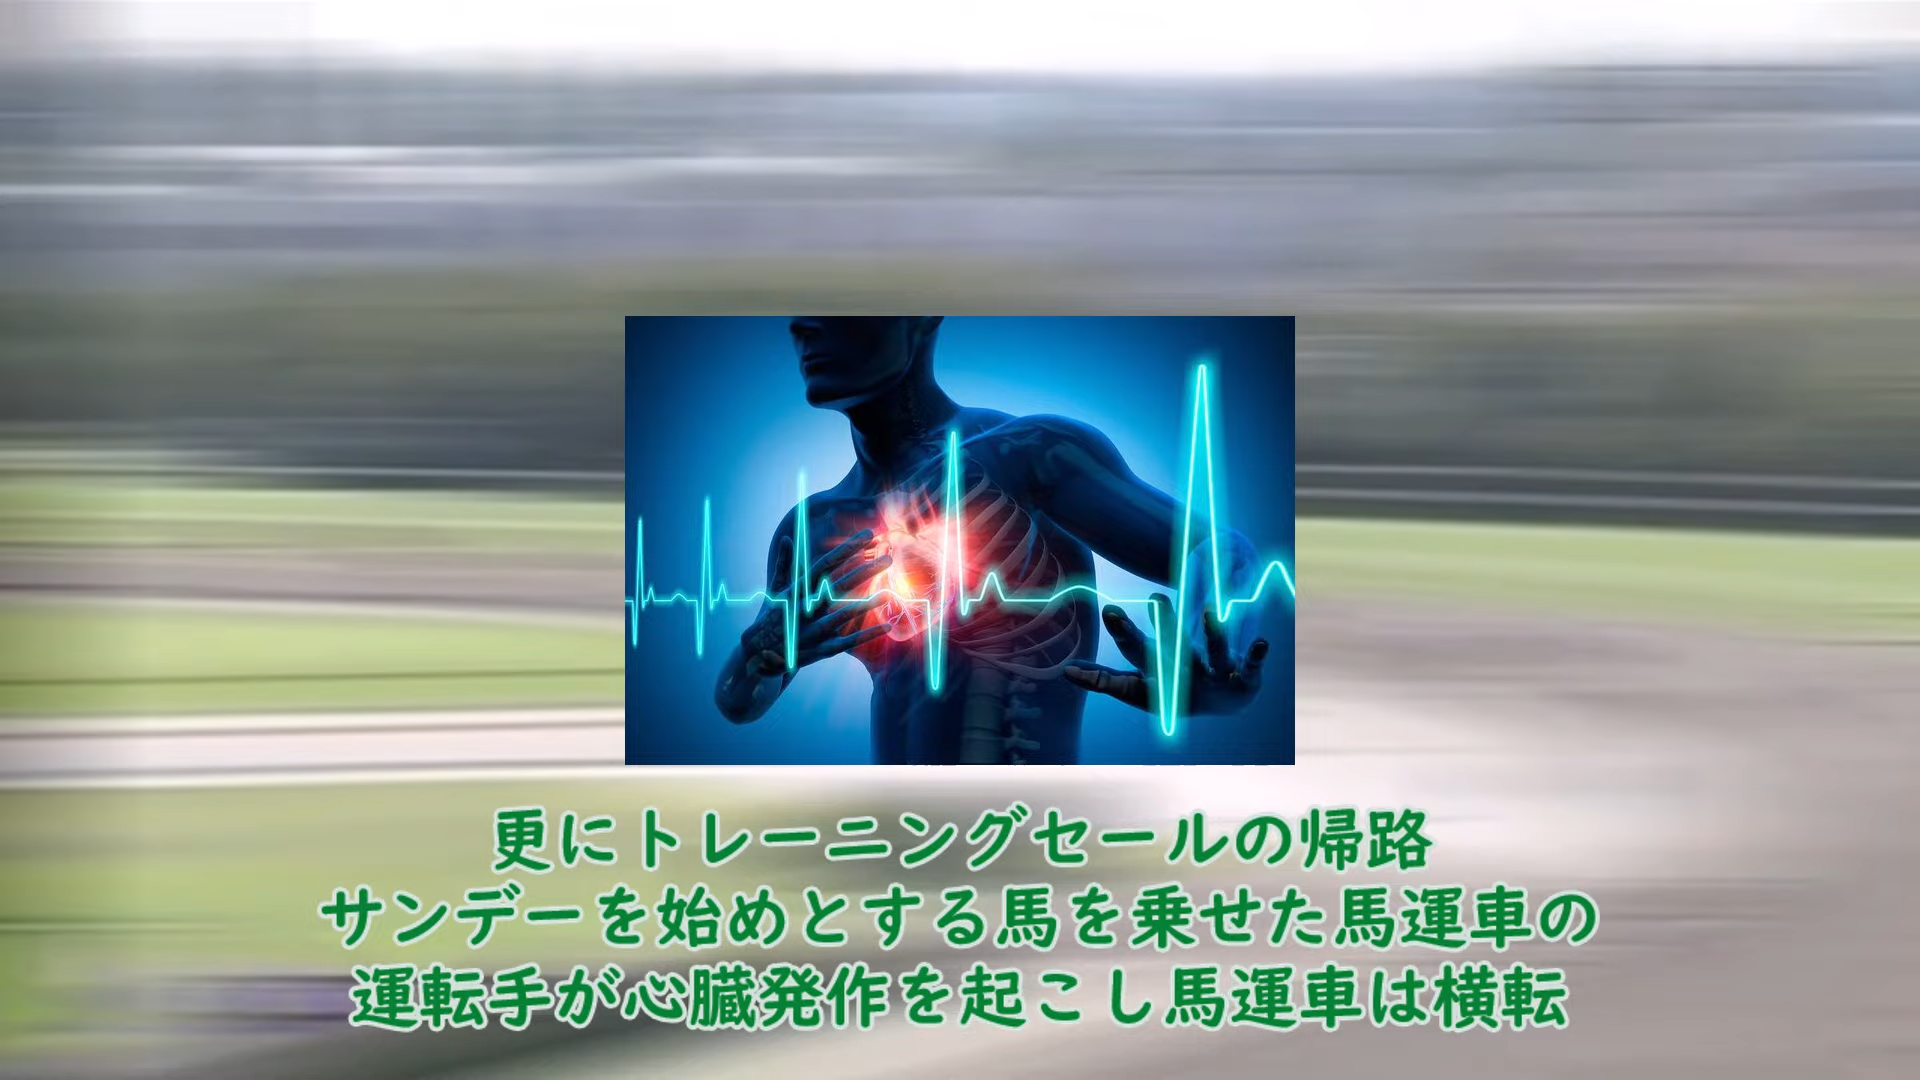 更にトレーニングセールの帰路
サンデーを始めとする馬を乗せた馬運車の
運転手が心臓発作を起こし馬運車は横転